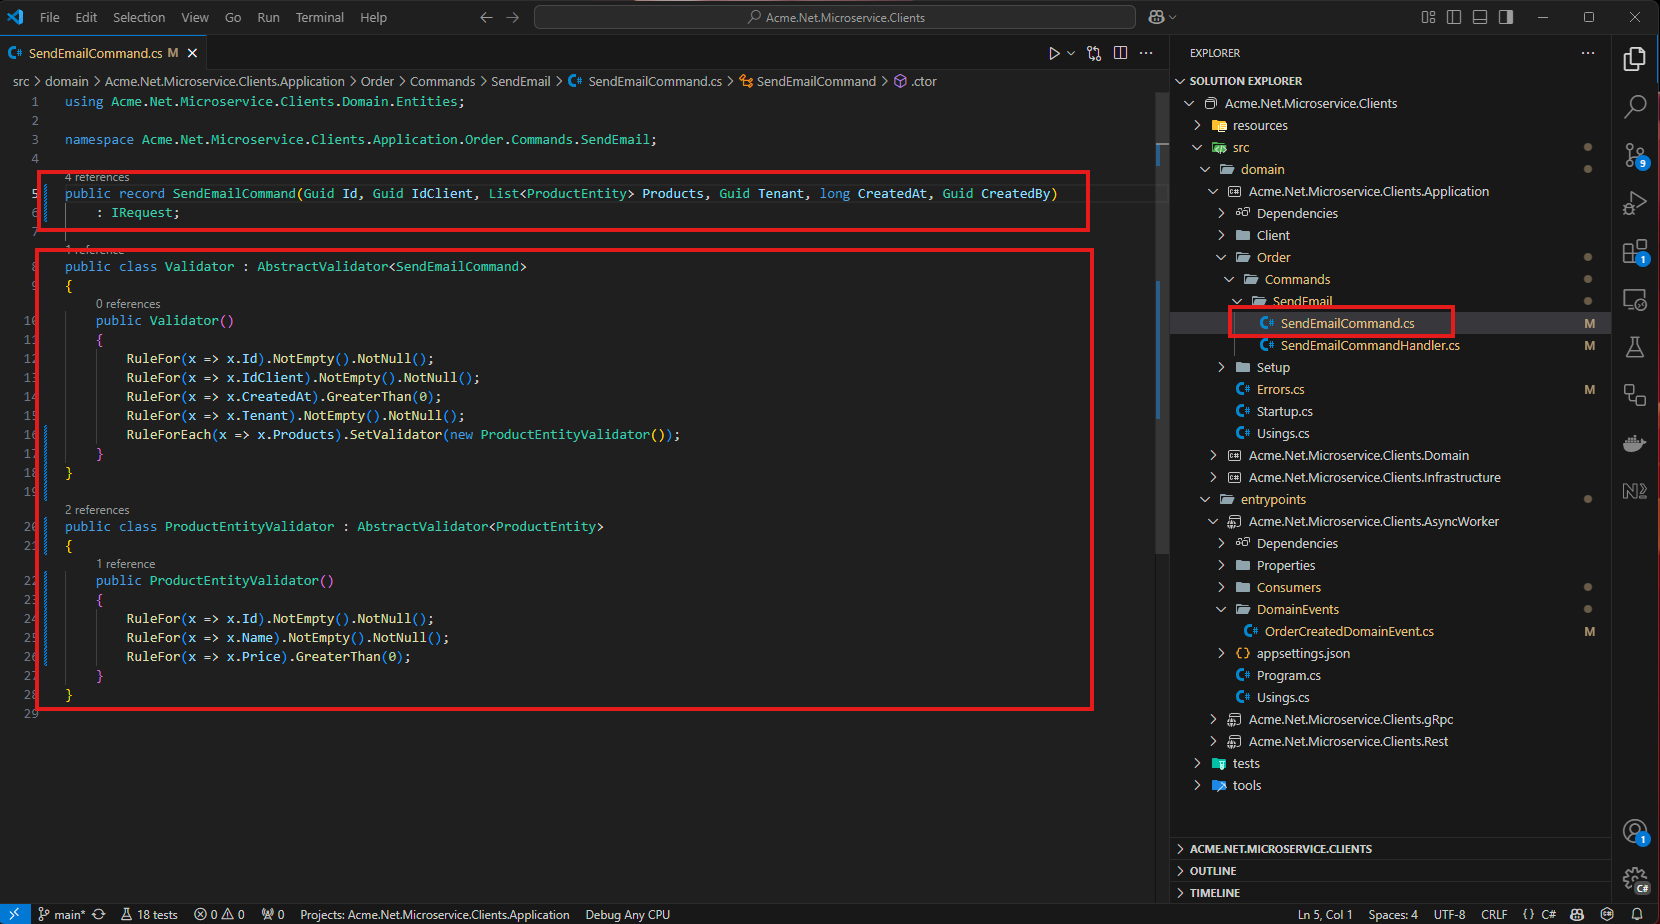 File Edit Selection View Go Run Terminal Help
Acme.Net.Microservice.Clients
SendEmailCommand.cs M
src > domain > Acme.Net.Microservice.Clients.Application > Order > Commands > SendEmail > SendEmailCommand.cs > SendEmailCommand > .ctor
1 using Acme.Net.Microservice.Clients.Domain.Entities;
2
3 namespace Acme.Net.Microservice.Clients.Application.Order.Commands.SendEmail;
4
4 references
5 public record SendEmailCommand(Guid Id, Guid IdClient, List<ProductEntity> Products, Guid Tenant, long CreatedAt, Guid CreatedBy)
6 : IRequest;
7
1 reference
8 public class Validator : AbstractValidator<SendEmailCommand>
9 {
0 references
10 public Validator()
11 {
12 RuleFor(x => x.Id).NotEmpty().NotNull();
13 RuleFor(x => x.IdClient).NotEmpty().NotNull();
14 RuleFor(x => x.CreatedAt).GreaterThan(0);
15 RuleFor(x => x.Tenant).NotEmpty().NotNull();
16 RuleForEach(x => x.Products).SetValidator(new ProductEntityValidator());
17 }
18 }
19
2 references
20 public class ProductEntityValidator : AbstractValidator<ProductEntity>
21 {
1 reference
22 public ProductEntityValidator()
23 {
24 RuleFor(x => x.Id).NotEmpty().NotNull();
25 RuleFor(x => x.Name).NotEmpty().NotNull();
26 RuleFor(x => x.Price).GreaterThan(0);
27 }
28 }
29
EXPLORER
SOLUTION EXPLORER
Acme.Net.Microservice.Clients
resources
src
domain
Acme.Net.Microservice.Clients.Application
Dependencies
Client
Order
Commands
SendEmail
SendEmailCommand.cs M
SendEmailCommandHandler.cs M
Setup
Errors.cs M
Startup.cs
Usings.cs
Acme.Net.Microservice.Clients.Domain
Acme.Net.Microservice.Clients.Infrastructure
entrypoints
Acme.Net.Microservice.Clients.AsyncWorker
Dependencies
Properties
Consumers
DomainEvents
OrderCreatedDomainEvent.cs M
appsettings.json
Program.cs
Usings.cs
Acme.Net.Microservice.Clients.gRpc
Acme.Net.Microservice.Clients.Rest
tests
tools
ACME.NET.MICROSERVICE.CLIENTS
OUTLINE
TIMELINE
9
1
1
C#
main* 18 tests 0 0 0 Projects: Acme.Net.Microservice.Clients.Application Debug Any CPU Ln 5, Col 1 Spaces: 4 UTF-8 CRLF {} C#